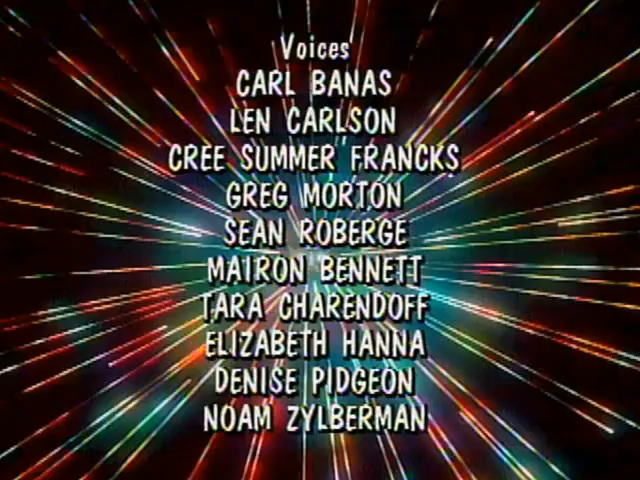 Voices
CARL BANAS
LEN CARLSON
CREE SUMMER FRANCKS
GREG MORTON
SEAN ROBERGE
MAIRON BENNETT
TARA CHARENDOFF
ELIZABETH HANNA
DENISE PIDGEON
NOAM ZYLBERMAN